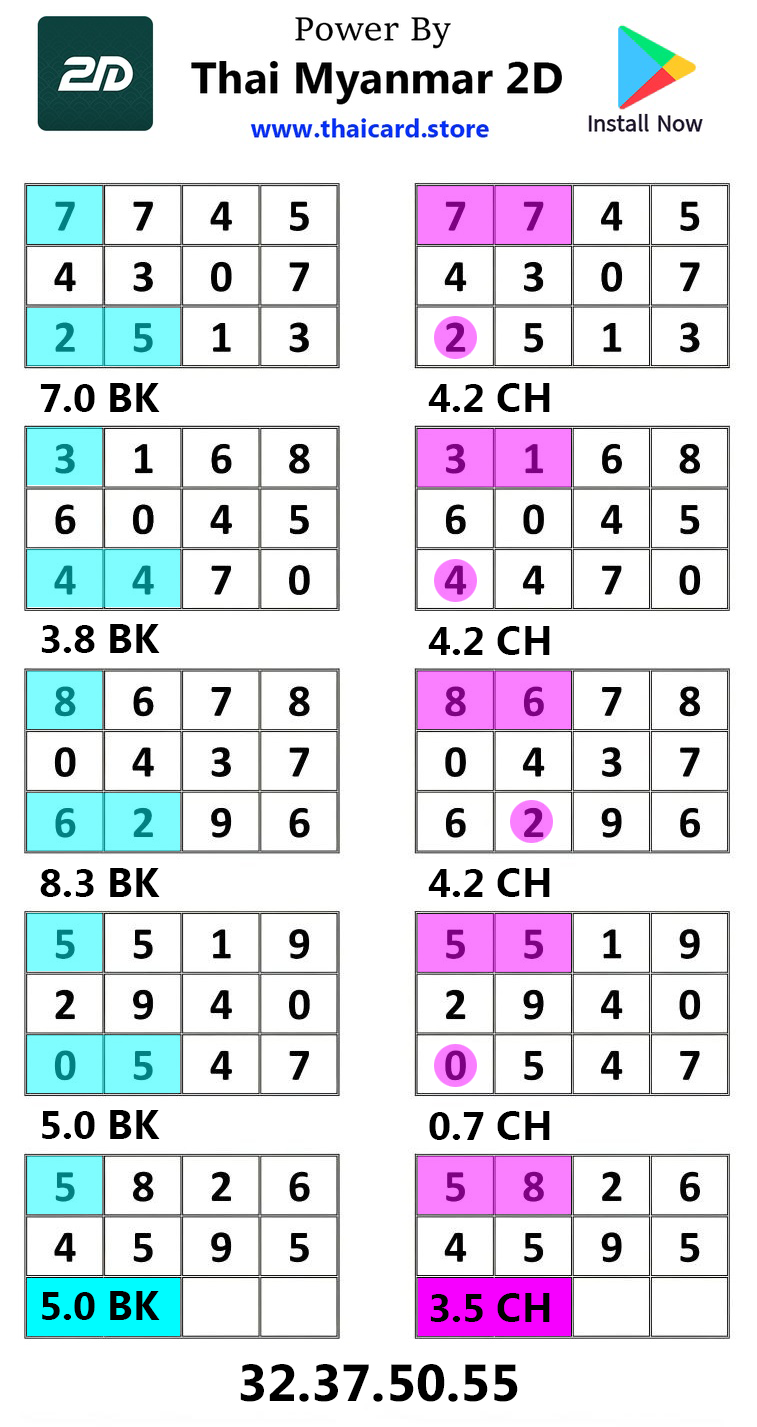 2D
Power By
Thai Myanmar 2D
www.thaicard.store
Install Now
7 7 4 5
4 3 0 7
2 5 1 3
7.0 BK
7 7 4 5
4 3 0 7
2 5 1 3
4.2 CH
3 1 6 8
6 0 4 5
4 4 7 0
3.8 BK
3 1 6 8
6 0 4 5
4 4 7 0
4.2 CH
8 6 7 8
0 4 3 7
6 2 9 6
8.3 BK
8 6 7 8
0 4 3 7
6 2 9 6
4.2 CH
5 5 1 9
2 9 4 0
0 5 4 7
5.0 BK
5 5 1 9
2 9 4 0
0 5 4 7
0.7 CH
5 8 2 6
4 5 9 5
5.0 BK
5 8 2 6
4 5 9 5
3.5 CH
32.37.50.55